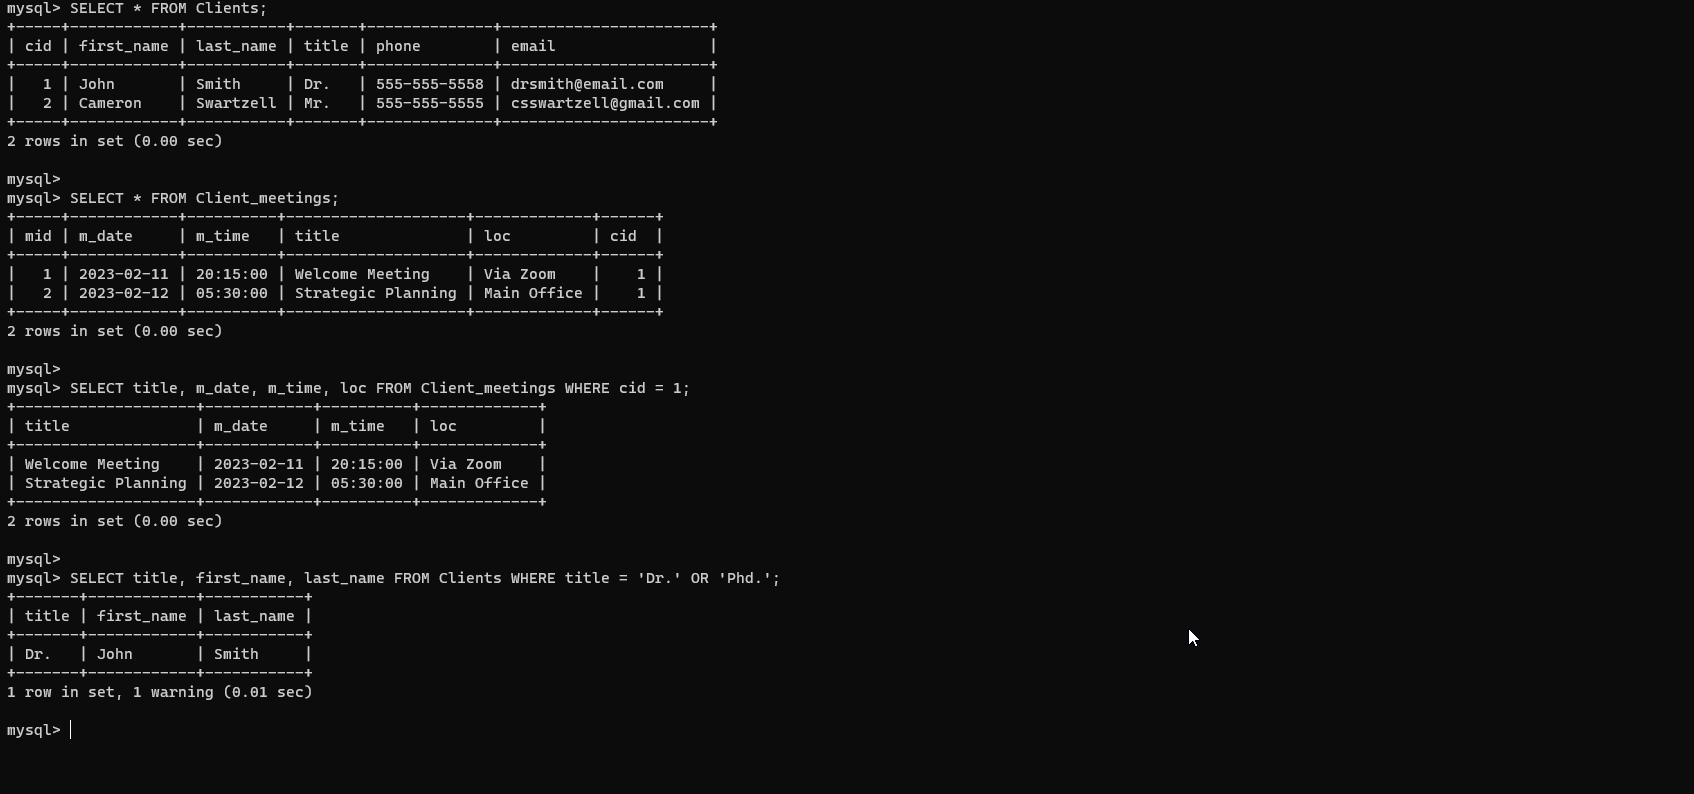 mysql> SELECT * FROM Clients;
+-----+------------+-----------+-------+--------------+-----------------------+
| cid | first_name | last_name | title | phone        | email                 |
+-----+------------+-----------+-------+--------------+-----------------------+
|   1 | John       | Smith     | Dr.   | 555-555-5558 | drsmith@email.com     |
|   2 | Cameron    | Swartzell | Mr.   | 555-555-5555 | csswartzell@gmail.com |
+-----+------------+-----------+-------+--------------+-----------------------+
2 rows in set (0.00 sec)

mysql>
mysql> SELECT * FROM Client_meetings;
+-----+------------+----------+--------------------+-------------+------+
| mid | m_date     | m_time   | title              | loc         | cid  |
+-----+------------+----------+--------------------+-------------+------+
|   1 | 2023-02-11 | 20:15:00 | Welcome Meeting    | Via Zoom    |    1 |
|   2 | 2023-02-12 | 05:30:00 | Strategic Planning | Main Office |    1 |
+-----+------------+----------+--------------------+-------------+------+
2 rows in set (0.00 sec)

mysql>
mysql> SELECT title, m_date, m_time, loc FROM Client_meetings WHERE cid = 1;
+--------------------+------------+----------+-------------+
| title              | m_date     | m_time   | loc         |
+--------------------+------------+----------+-------------+
| Welcome Meeting    | 2023-02-11 | 20:15:00 | Via Zoom    |
| Strategic Planning | 2023-02-12 | 05:30:00 | Main Office |
+--------------------+------------+----------+-------------+
2 rows in set (0.00 sec)

mysql>
mysql> SELECT title, first_name, last_name FROM Clients WHERE title = 'Dr.' OR 'Phd.';
+-------+------------+-----------+
| title | first_name | last_name |
+-------+------------+-----------+
| Dr.   | John       | Smith     |
+-------+------------+-----------+
1 row in set, 1 warning (0.01 sec)

mysql>